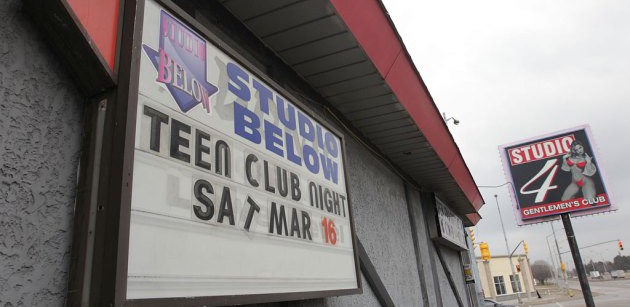 STUDIO
BELOW
STUDIO
BELOW
TEEN CLUB NIGHT
SAT MAR 16
STUDIO
4
GENTLEMEN'S CLUB